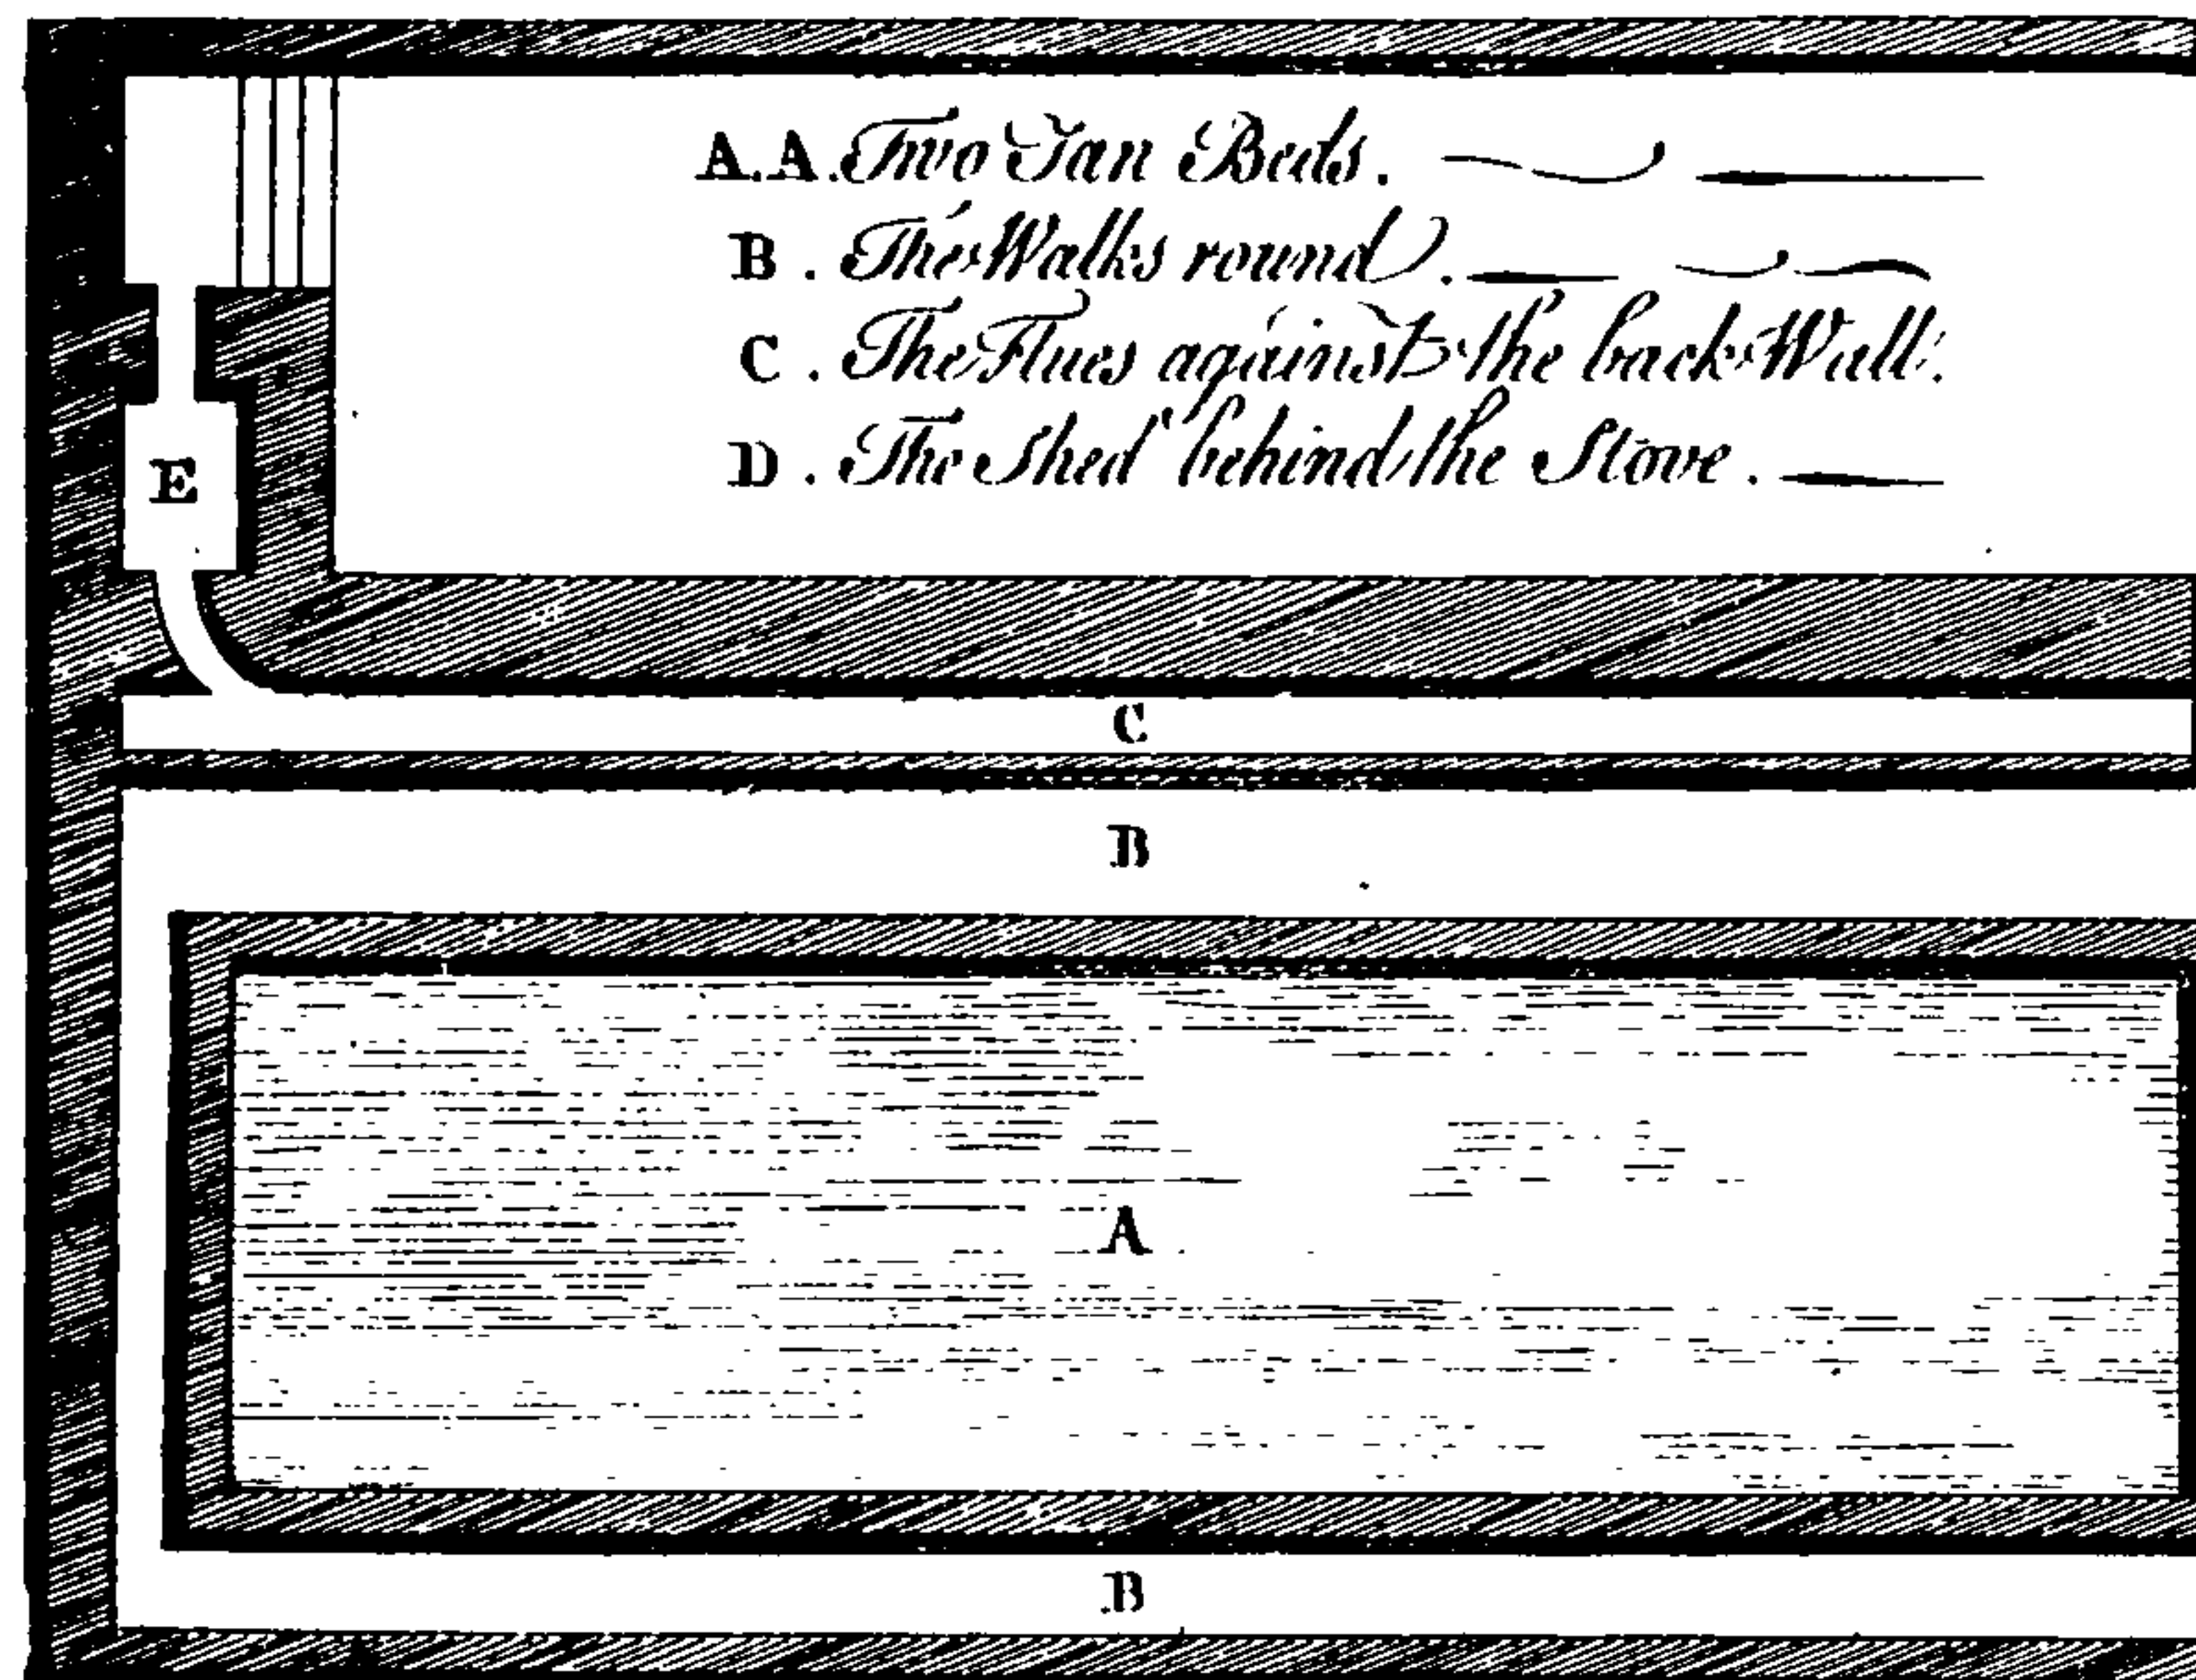 A.A. Two Tan Beds.
B. The Walks round.
C. The Flues against the back Wall.
D. The Shed behind the Stove.
E
C
B
A
B